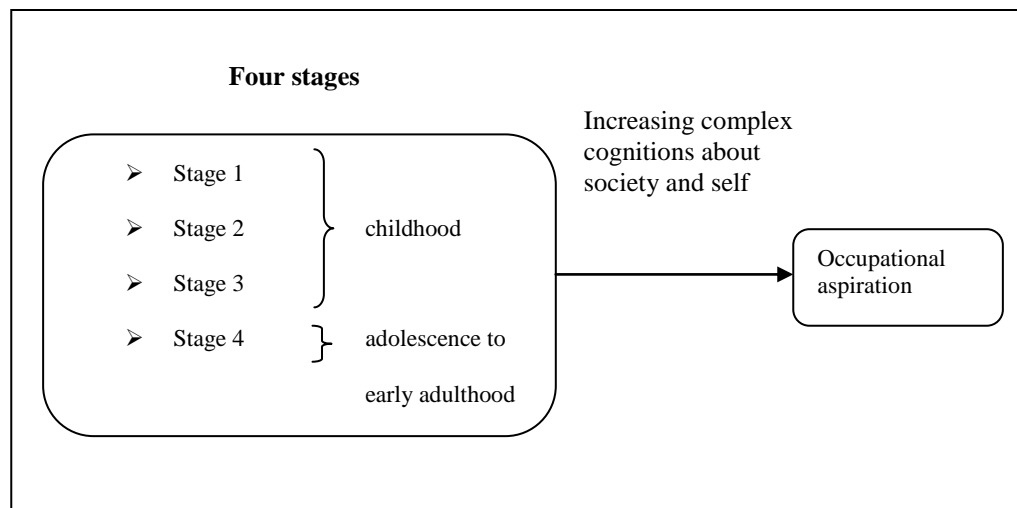 Four stages
Increasing complex
cognitions about
society and self
➢ Stage 1
➢ Stage 2
childhood
➢ Stage 3
➢ Stage 4
adolescence to
early adulthood
Occupational
aspiration